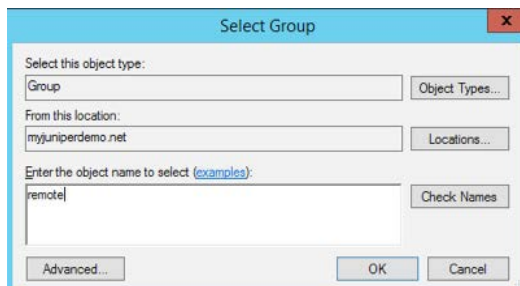 Select Group
x
Select this object type:
Group
Object Types...
From this location:
myjuniperdemo.net
Locations...
Enter the object name to select (examples):
remote
Check Names
Advanced...
OK
Cancel